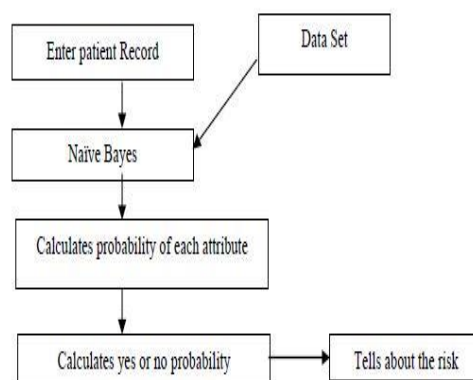 Enter patient Record
Data Set
Naïve Bayes
Calculates probability of each attribute
Calculates yes or no probability
Tells about the risk